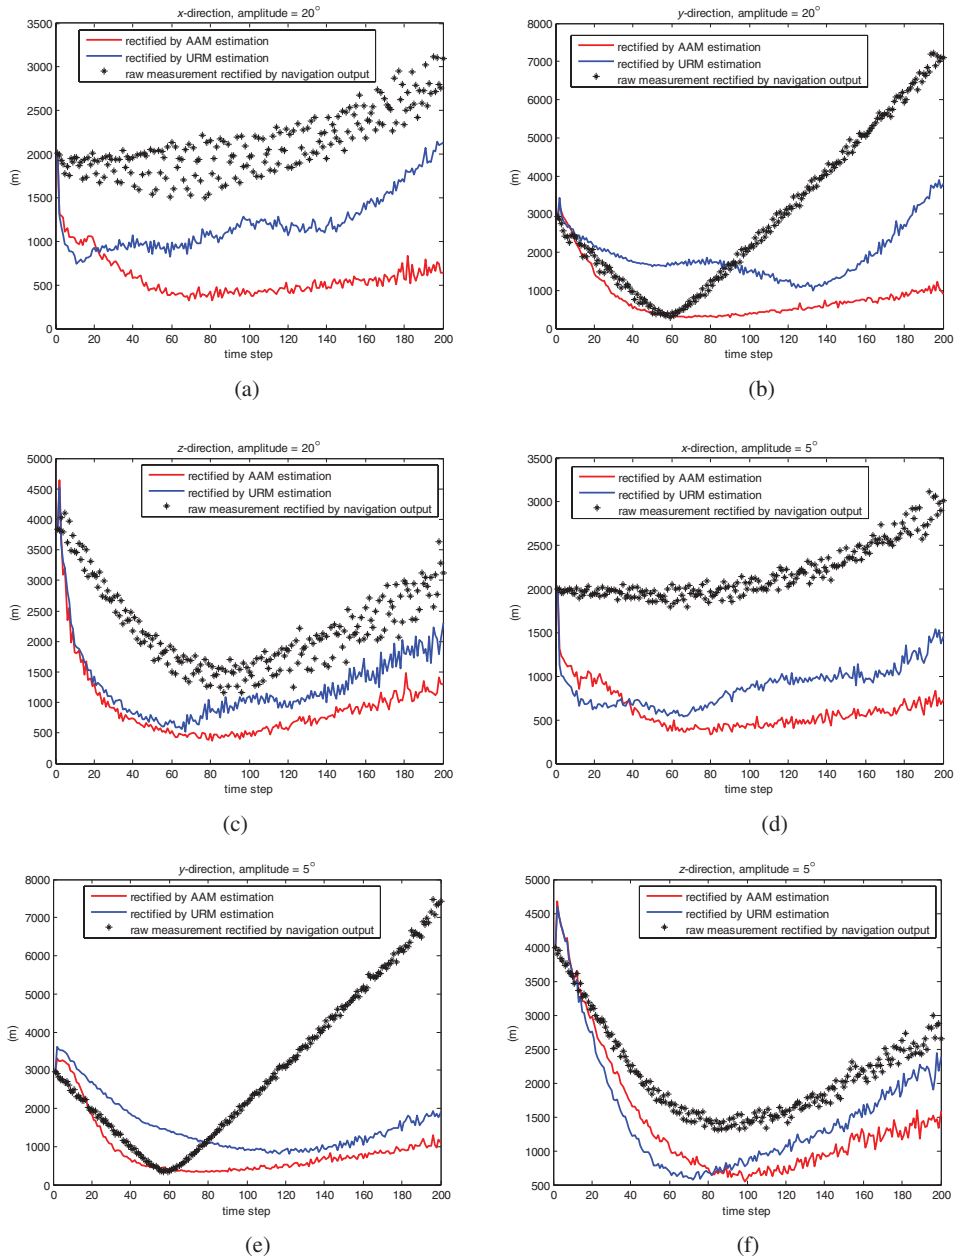 x-direction, amplitude = 20°
3500
3000
2500
2000
1500
1000
500
0
(m)
rectified by AAM estimation
rectified by URM estimation
raw measurement rectified by navigation output
0 20 40 60 80 100 120 140 160 180 200
time step
(a)
y-direction, amplitude = 20°
8000
7000
6000
5000
4000
3000
2000
1000
0
(m)
rectified by AAM estimation
rectified by URM estimation
raw measurement rectified by navigation output
0 20 40 60 80 100 120 140 160 180 200
time step
(b)
z-direction, amplitude = 20°
5000
4500
4000
3500
3000
2500
2000
1500
1000
500
0
(m)
rectified by AAM estimation
rectified by URM estimation
raw measurement rectified by navigation output
0 20 40 60 80 100 120 140 160 180 200
time step
(c)
x-direction, amplitude = 5°
3500
3000
2500
2000
1500
1000
500
0
(m)
rectified by AAM estimation
rectified by URM estimation
raw measurement rectified by navigation output
0 20 40 60 80 100 120 140 160 180 200
time step
(d)
y-direction, amplitude = 5°
8000
7000
6000
5000
4000
3000
2000
1000
0
(m)
rectified by AAM estimation
rectified by URM estimation
raw measurement rectified by navigation output
0 20 40 60 80 100 120 140 160 180 200
time step
(e)
z-direction, amplitude = 5°
5000
4500
4000
3500
3000
2500
2000
1500
1000
500
(m)
rectified by AAM estimation
rectified by URM estimation
raw measurement rectified by navigation output
0 20 40 60 80 100 120 140 160 180 200
time step
(f)